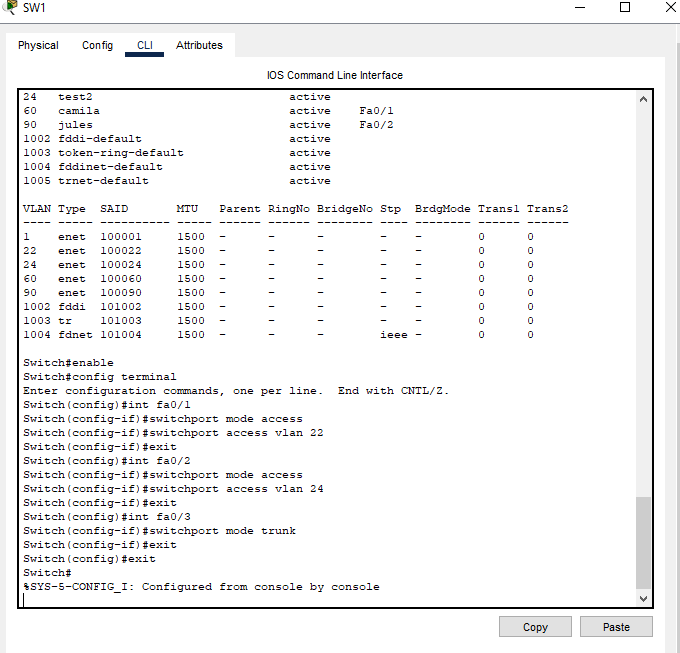 SW1
Physical Config CLI Attributes
IOS Command Line Interface
24 test2 active
60 camila active Fa0/1
90 jules active Fa0/2
1002 fddi-default active
1003 token-ring-default active
1004 fddinet-default active
1005 trnet-default active
VLAN Type SAID MTU Parent RingNo BridgeNo Stp BrdgMode Trans1 Trans2
---- ----- ---------- ----- ------ ------ -------- ---- -------- ------ ------
1 enet 100001 1500 - - - - - 0 0
22 enet 100022 1500 - - - - - 0 0
24 enet 100024 1500 - - - - - 0 0
60 enet 100060 1500 - - - - - 0 0
90 enet 100090 1500 - - - - - 0 0
1002 fddi 101002 1500 - - - - - 0 0
1003 tr 101003 1500 - - - - - 0 0
1004 fdnet 101004 1500 - - - ieee - 0 0
Switch#enable
Switch#config terminal
Enter configuration commands, one per line. End with CNTL/Z.
Switch(config)#int fa0/1
Switch(config-if)#switchport mode access
Switch(config-if)#switchport access vlan 22
Switch(config-if)#exit
Switch(config)#int fa0/2
Switch(config-if)#switchport mode access
Switch(config-if)#switchport access vlan 24
Switch(config-if)#exit
Switch(config)#int fa0/3
Switch(config-if)#switchport mode trunk
Switch(config-if)#exit
Switch(config)#exit
Switch#
%SYS-5-CONFIG_I: Configured from console by console
Copy Paste